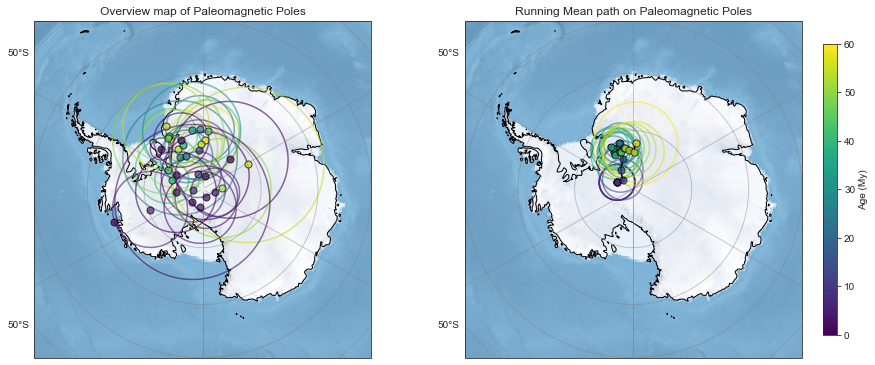 Overview map of Paleomagnetic Poles
50°S
50°S
Running Mean path on Paleomagnetic Poles
50°S
50°S
60
50
40
30
20
10
0
Age (My)